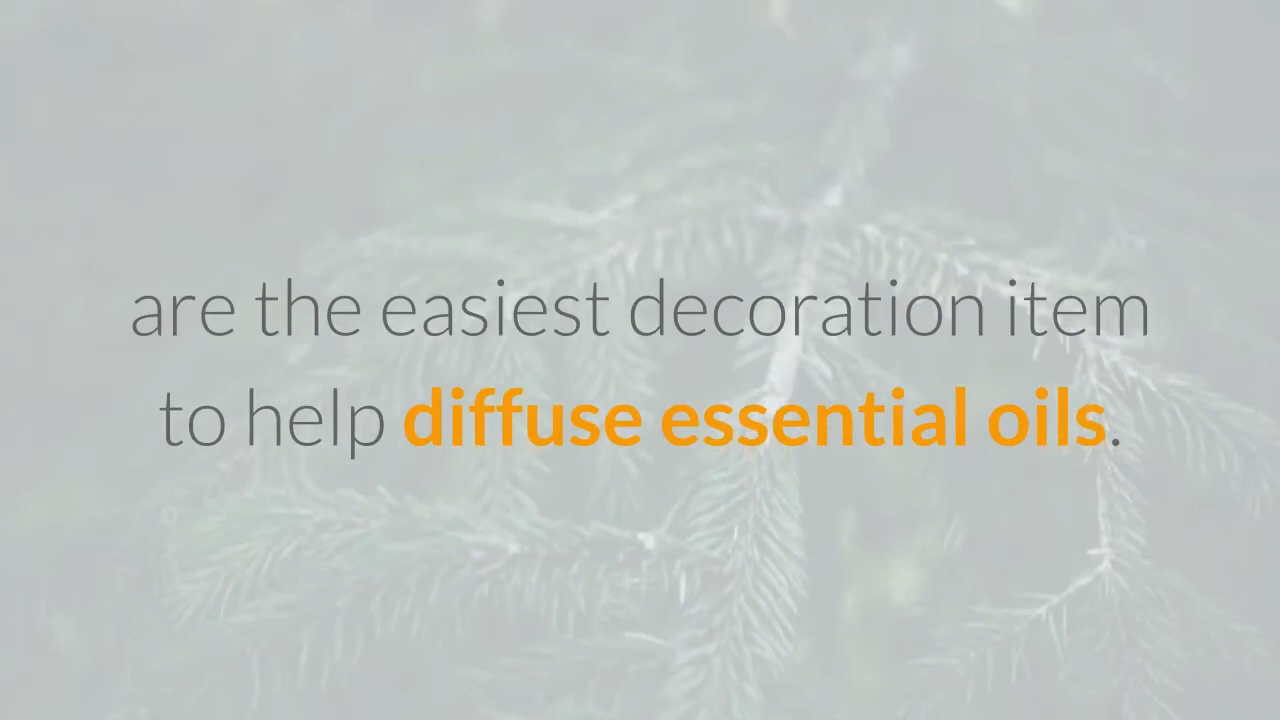 are the easiest decoration item
to help diffuse essential oils.